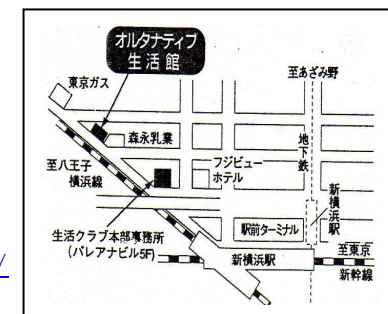 オルタナティブ
生活館
東京ガス
至あざみ野
森永乳業
地下鉄
至八王子
横浜線
フジビュー
ホテル
新横浜駅
生活クラブ本部事務所
(パレアナビル5F)
駅前ターミナル
新横浜駅
至東京
新幹線
/